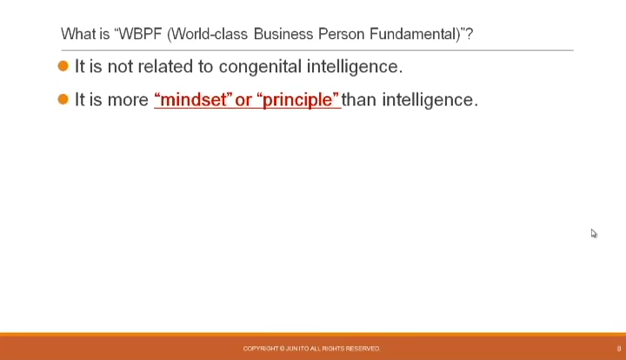 What is “WBPF (World-class Business Person Fundamental)”?
It is not related to congenital intelligence.
It is more “mindset” or “principle” than intelligence.
COPYRIGHT © JUN ITO ALL RIGHTS RESERVED
8